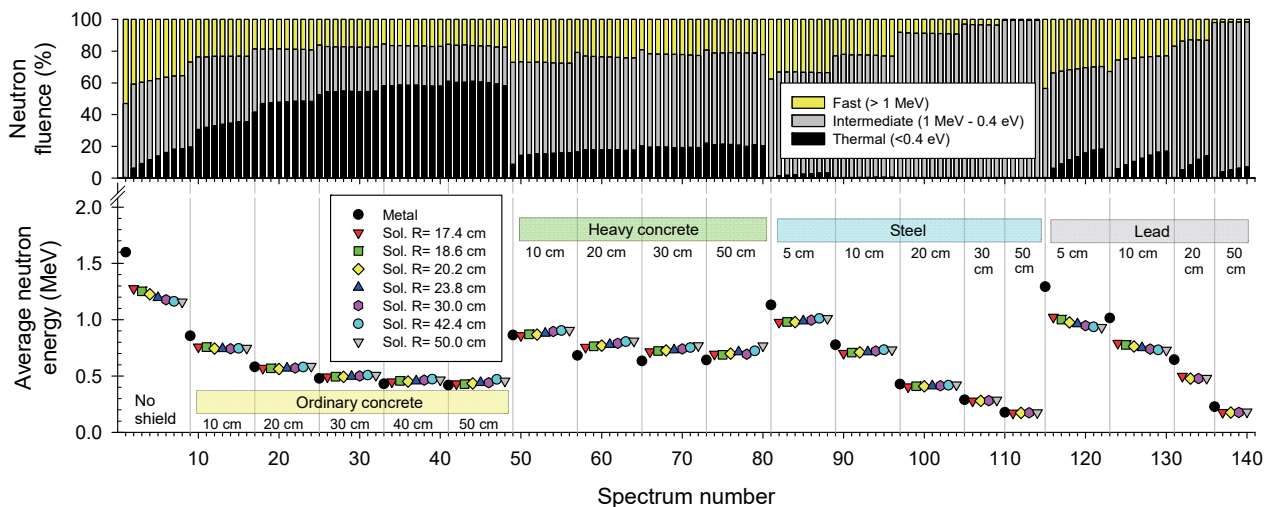 100
80
60
40
20
0
Neutron
fluence (%)
Fast (> 1 MeV)
Intermediate (1 MeV - 0.4 eV)
Thermal (<0.4 eV)
2.0
1.5
1.0
0.5
0.0
Average neutron
energy (MeV)
Metal
Sol. R= 17.4 cm
Sol. R= 18.6 cm
Sol. R= 20.2 cm
Sol. R= 23.8 cm
Sol. R= 30.0 cm
Sol. R= 42.4 cm
Sol. R= 50.0 cm
Heavy concrete
10 cm 20 cm 30 cm 50 cm
Steel
5 cm 10 cm 20 cm 30 cm 50 cm
Lead
5 cm 10 cm 20 cm 50 cm
No
shield
Ordinary concrete
10 cm 20 cm 30 cm 40 cm 50 cm
10 20 30 40 50 60 70 80 90 100 110 120 130 140
Spectrum number